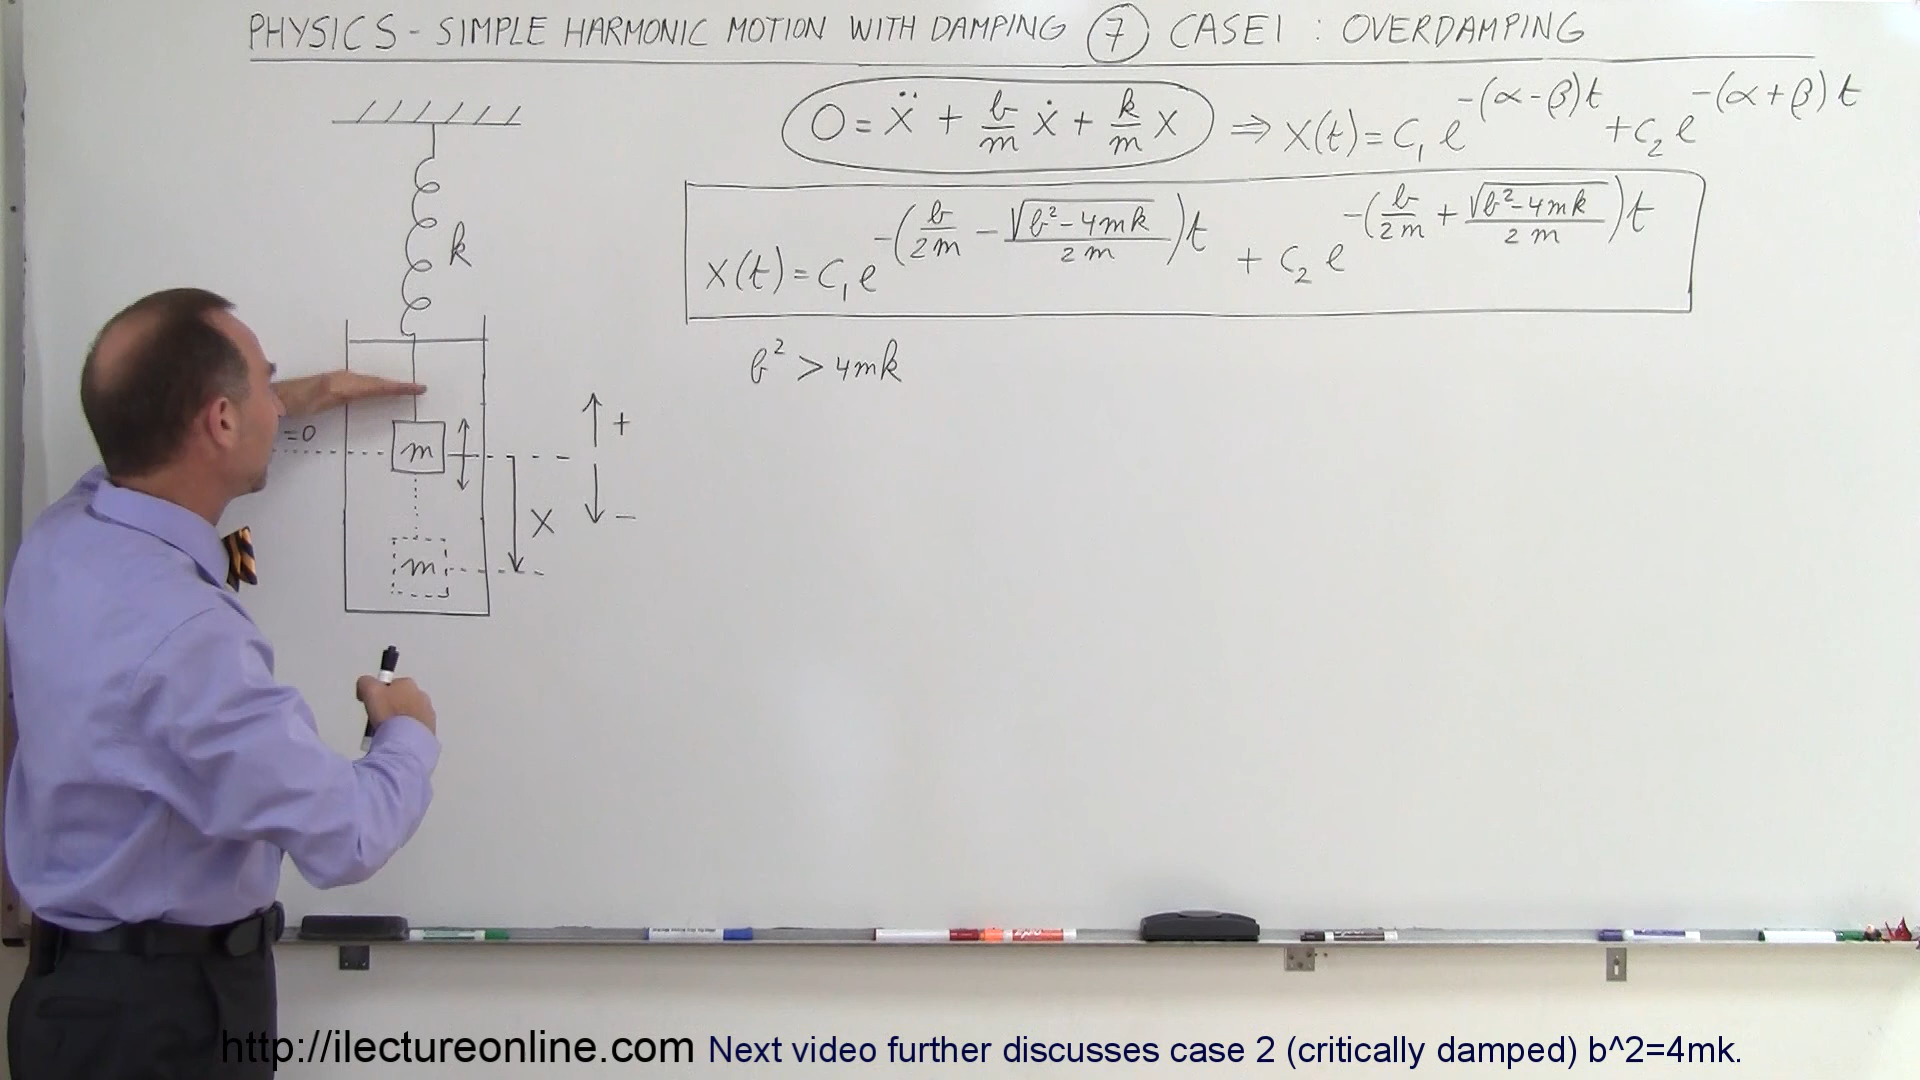 PHYSICS - SIMPLE HARMONIC MOTION WITH DAMPING 7 CASE 1 : OVERDAMPING
0 = ẍ + b/m ẋ + k/m x ⇒ x(t) = c₁ e^-(α-β)t + c₂ e^-(α+β)t
x(t) = c₁ e^-(b/2m - √(b²-4mk)/2m)t + c₂ e^-(b/2m + √(b²-4mk)/2m)t
b² > 4mk
k
=0
m
+
x
−
m
http://ilectureonline.com Next video further discusses case 2 (critically damped) b^2=4mk.